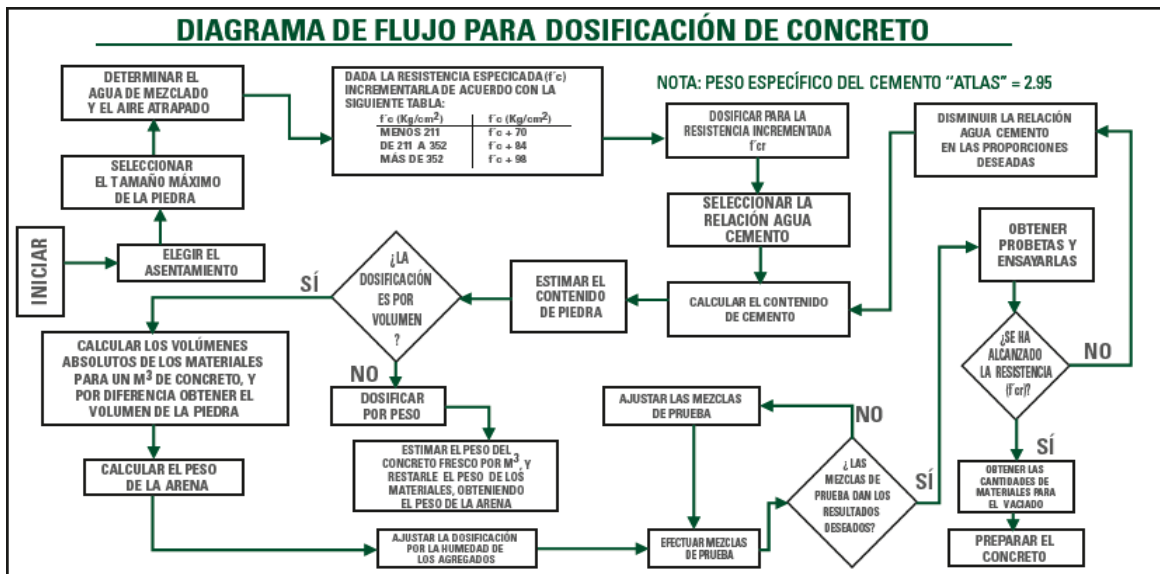 DIAGRAMA DE FLUJO PARA DOSIFICACIÓN DE CONCRETO
NOTA: PESO ESPECÍFICO DEL CEMENTO "ATLAS" = 2.95
INICIAR
ELEGIR EL
ASENTAMIENTO
SELECCIONAR
EL TAMAÑO MÁXIMO
DE LA PIEDRA
DETERMINAR EL
AGUA DE MEZCLADO
Y EL AIRE ATRAPADO
DADA LA RESISTENCIA ESPECIFICADA (f´c)
INCREMENTARLA DE ACUERDO CON LA
SIGUIENTE TABLA:
f´c (Kg/cm²) f´c (Kg/cm²)
MENOS 211 f´c + 70
DE 211 A 352 f´c + 84
MÁS DE 352 f´c + 98
DOSIFICAR PARA LA
RESISTENCIA INCREMENTADA
f´cr
SELECCIONAR LA
RELACIÓN AGUA
CEMENTO
CALCULAR EL CONTENIDO
DE CEMENTO
ESTIMAR EL
CONTENIDO
DE PIEDRA
¿LA
DOSIFICACIÓN
ES POR
VOLUMEN
?
SÍ
CALCULAR LOS VOLÚMENES
ABSOLUTOS DE LOS MATERIALES
PARA UN M³ DE CONCRETO, Y
POR DIFERENCIA OBTENER EL
VOLUMEN DE LA PIEDRA
CALCULAR EL PESO
DE LA ARENA
NO
DOSIFICAR
POR PESO
ESTIMAR EL PESO DEL
CONCRETO FRESCO POR M³, Y
RESTARLE EL PESO DE LOS
MATERIALES, OBTENIENDO
EL PESO DE LA ARENA
AJUSTAR LA DOSIFICACIÓN
POR LA HUMEDAD DE
LOS AGREGADOS
EFECTUAR MEZCLAS
DE PRUEBA
AJUSTAR LAS MEZCLAS
DE PRUEBA
NO
¿ LAS
MEZCLAS DE
PRUEBA DAN LOS
RESULTADOS
DESEADOS?
SÍ
OBTENER
PROBETAS Y
ENSAYARLAS
¿SE HA
ALCANZADO
LA RESISTENCIA
(f´cr)?
NO
DISMINUIR LA RELACIÓN
AGUA CEMENTO
EN LAS PROPORCIONES
DESEADAS
SÍ
OBTENER LAS
CANTIDADES DE
MATERIALES PARA
EL VACIADO
PREPARAR EL
CONCRETO